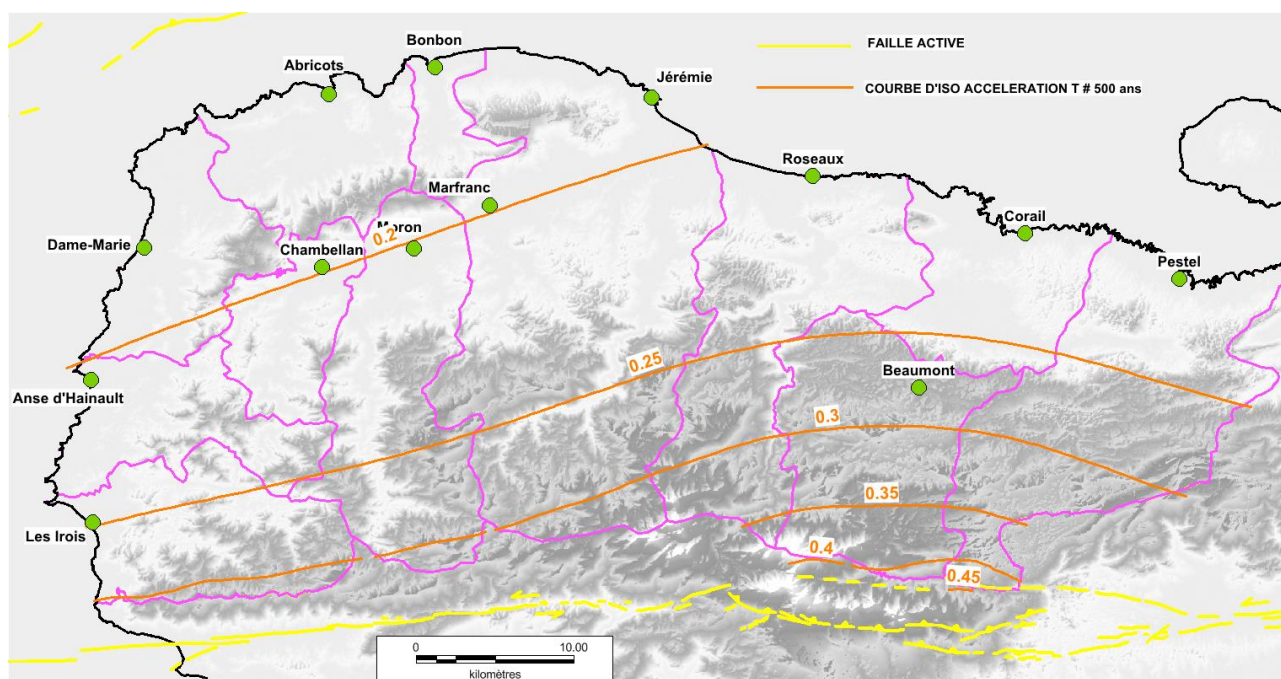 Bonbon
FAILLE ACTIVE
Abricots
Jérémie
COURBE D'ISO ACCELERATION T # 500 ans
Roseaux
Marfranc
Corail
Moron
0.2
Dame-Marie
Chambellan
Pestel
0.25
Beaumont
Anse d'Hainault
0.3
0.35
Les Irois
0.4
0.45
0
10.00
kilomètres